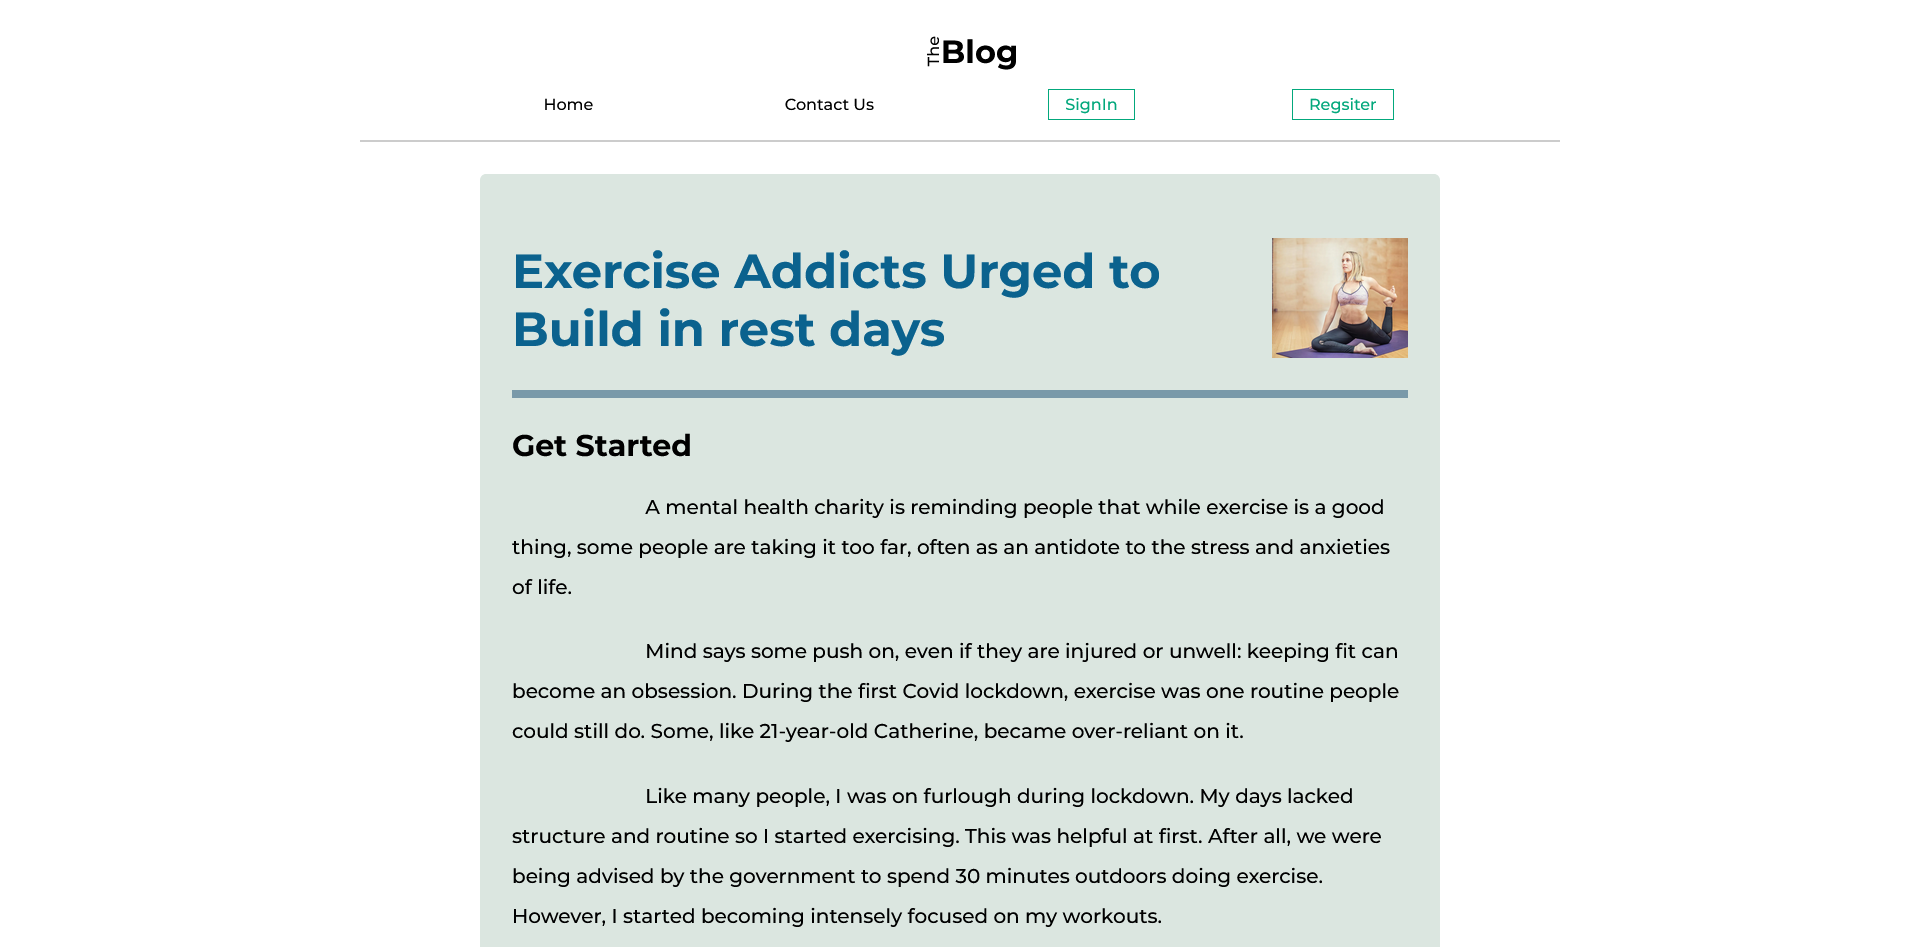 The Blog
Home Contact Us SignIn Regsiter
Exercise Addicts Urged to
Build in rest days
Get Started
A mental health charity is reminding people that while exercise is a good
thing, some people are taking it too far, often as an antidote to the stress and anxieties
of life.
Mind says some push on, even if they are injured or unwell: keeping fit can
become an obsession. During the first Covid lockdown, exercise was one routine people
could still do. Some, like 21-year-old Catherine, became over-reliant on it.
Like many people, I was on furlough during lockdown. My days lacked
structure and routine so I started exercising. This was helpful at first. After all, we were
being advised by the government to spend 30 minutes outdoors doing exercise.
However, I started becoming intensely focused on my workouts.